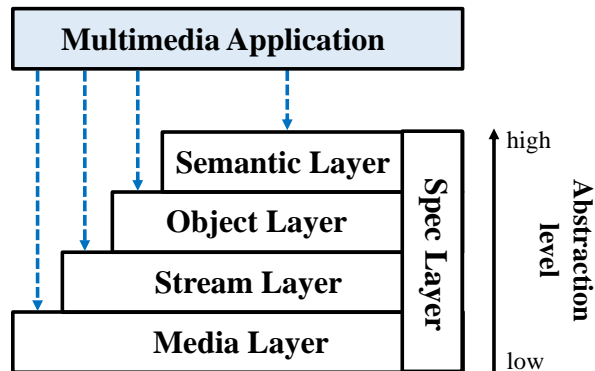 Multimedia Application
Semantic Layer
Object Layer
Stream Layer
Media Layer
Spec Layer
high
Abstraction
level
low